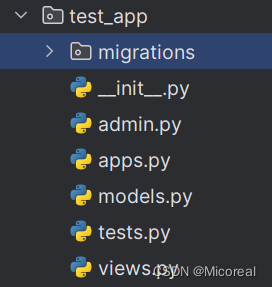 test_app
migrations
__init__.py
admin.py
apps.py
models.py
tests.py
views.py
CSDN @Micoreal